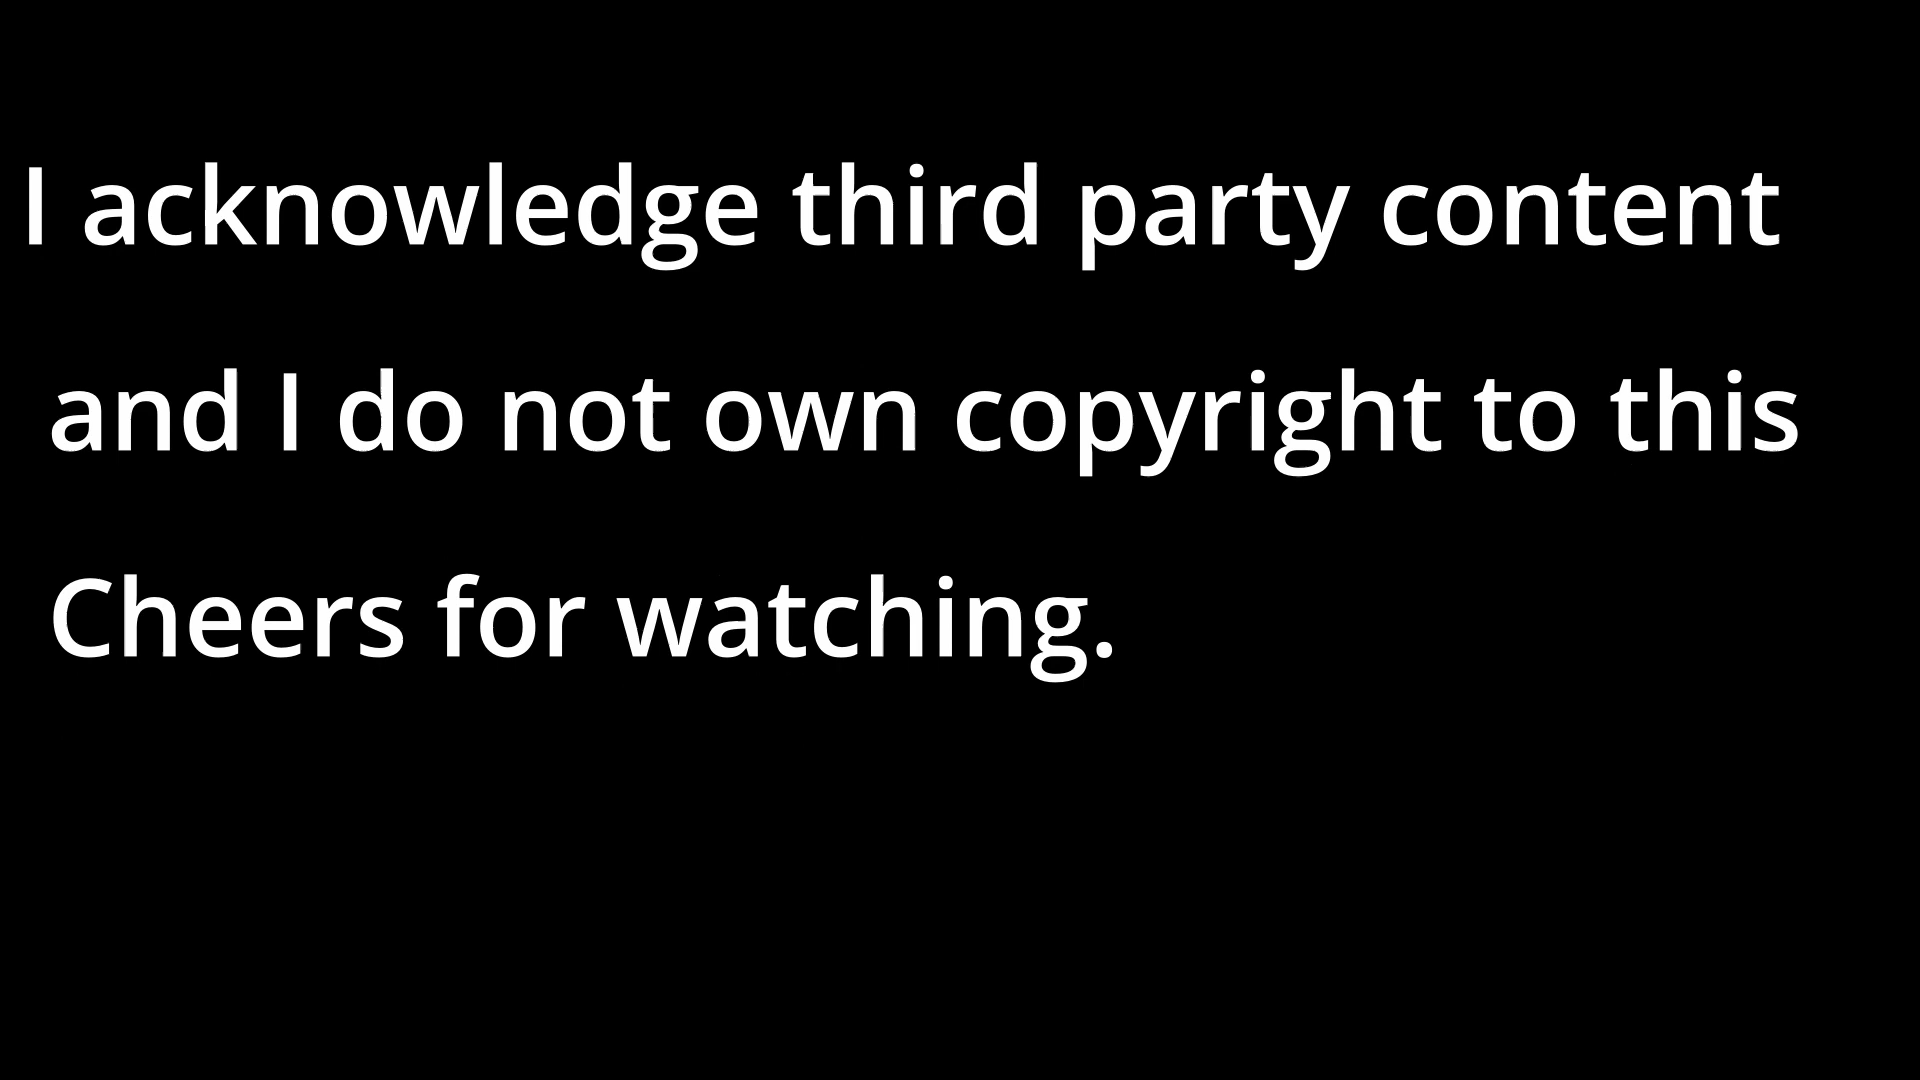 I acknowledge third party content
and I do not own copyright to this
Cheers for watching.